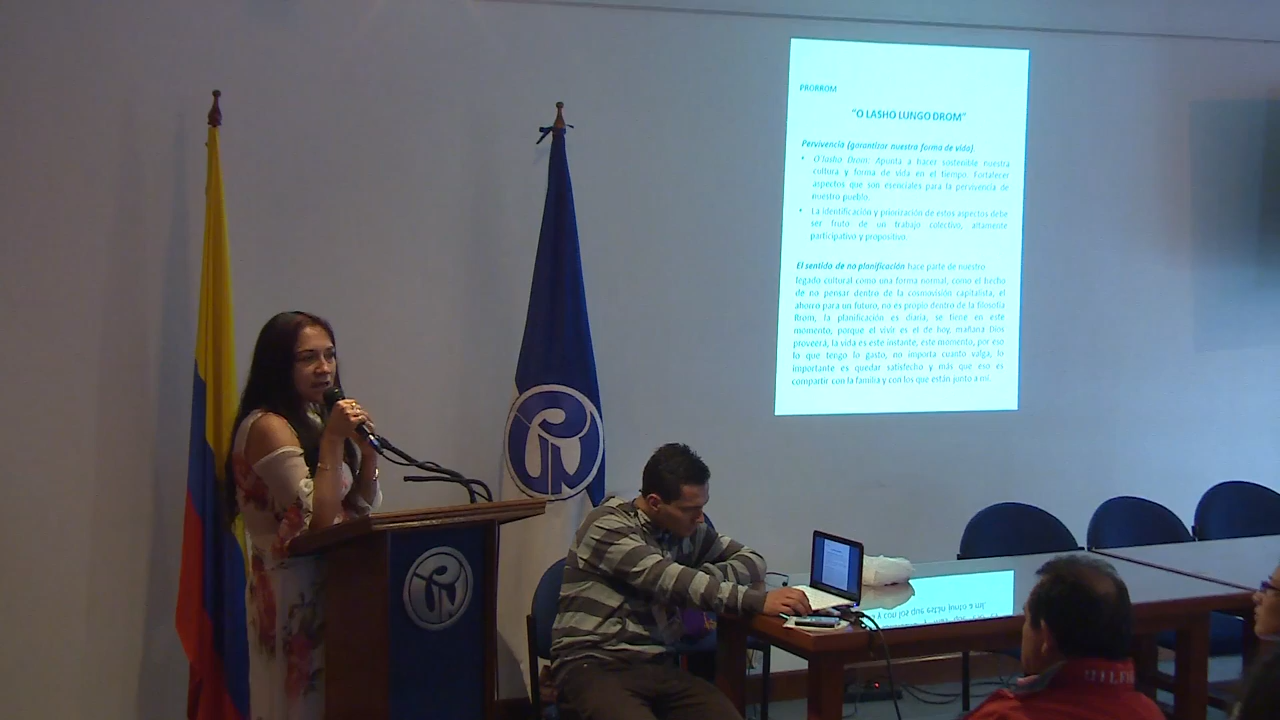 PRORROM
"O LASHO LUNGO DROM"
Pervivencia (garantizar nuestra forma de vida).
• O lasho Drom: Apunta a hacer sostenible nuestra
cultura y forma de vida en el tiempo. Fortalecer
aspectos que son esenciales para la pervivencia de
nuestro pueblo.
• La identificación y priorización de estos aspectos debe
ser fruto de un trabajo colectivo, altamente
participativo y propositivo.
El sentido de no planificación hace parte de nuestro
legado cultural como una forma normal, como el hecho
de no pensar dentro de la cosmovisión capitalista, el
ahorro para un futuro, no es propio dentro de la filosofía
Rrom, la planificación es diaria, se tiene en este
momento, porque el vivir es el de hoy, mañana Dios
proveerá, la vida es este instante, este momento, por eso
lo que tengo lo gasto, no importa cuanto valga, lo
importante es quedar satisfecho y más que eso es
compartir con la familia y con los que están junto a mí.